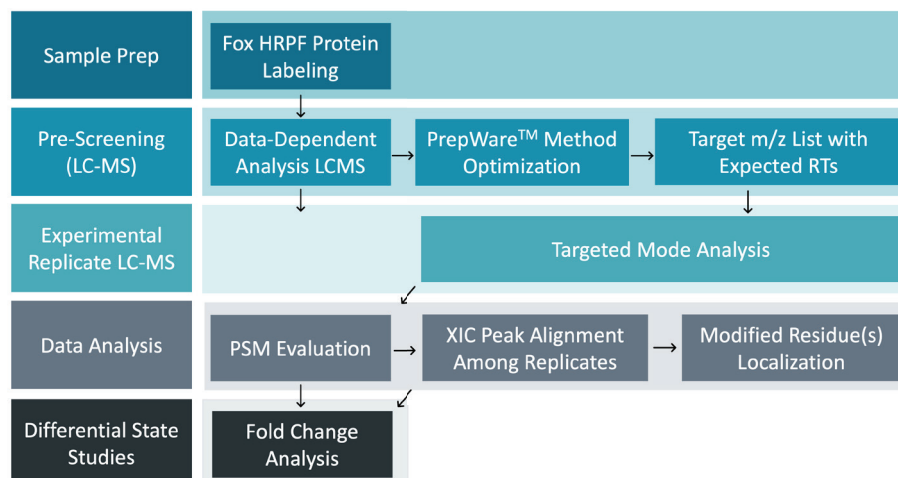 Sample Prep
Fox HRPF Protein
Labeling
Pre-Screening
(LC-MS)
Data-Dependent
Analysis LCMS
PrepWare™ Method
Optimization
Target m/z List with
Expected RTs
Experimental
Replicate LC-MS
Targeted Mode Analysis
Data Analysis
PSM Evaluation
XIC Peak Alignment
Among Replicates
Modified Residue(s)
Localization
Differential State
Studies
Fold Change
Analysis